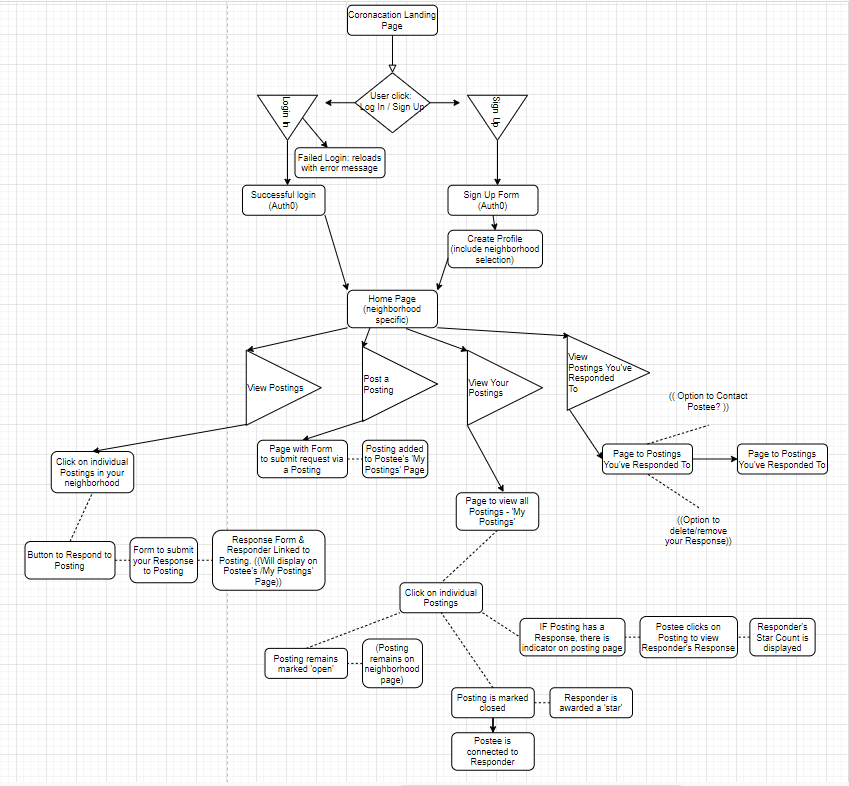 Coronacation Landing
Page
User click:
Log In / Sign Up
Login In
Sign Up
Failed Login: reloads
with error message
Successful login
(Auth0)
Sign Up Form
(Auth0)
Create Profile
(include neighborhood
selection)
Home Page
(neighborhood
specific)
View Postings
Post a
Posting
View Your
Postings
View
Postings You've
Responded
To
(( Option to Contact
Postee? ))
Click on individual
Postings in your
neighborhood
Page with Form
to submit request via
a Posting
Posting added
to Postee's 'My
Postings' Page
Page to Postings
You've Responded To
Page to Postings
You've Responded To
Page to view all
Postings - 'My
Postings'
((Option to
delete/remove
your Response))
Button to Respond to
Posting
Form to submit
your Response
to Posting
Response Form &
Responder Linked to
Posting. ((Will display on
Postee's /My Postings'
Page))
Click on individual
Postings
IF Posting has a
Response, there is
indicator on posting page
Postee clicks on
Posting to view
Responder's Response
Responder's
Star Count is
displayed
Posting remains
marked 'open'
(Posting
remains on
neighborhood
page)
Posting is marked
closed
Responder is
awarded a 'star'
Postee is
connected to
Responder